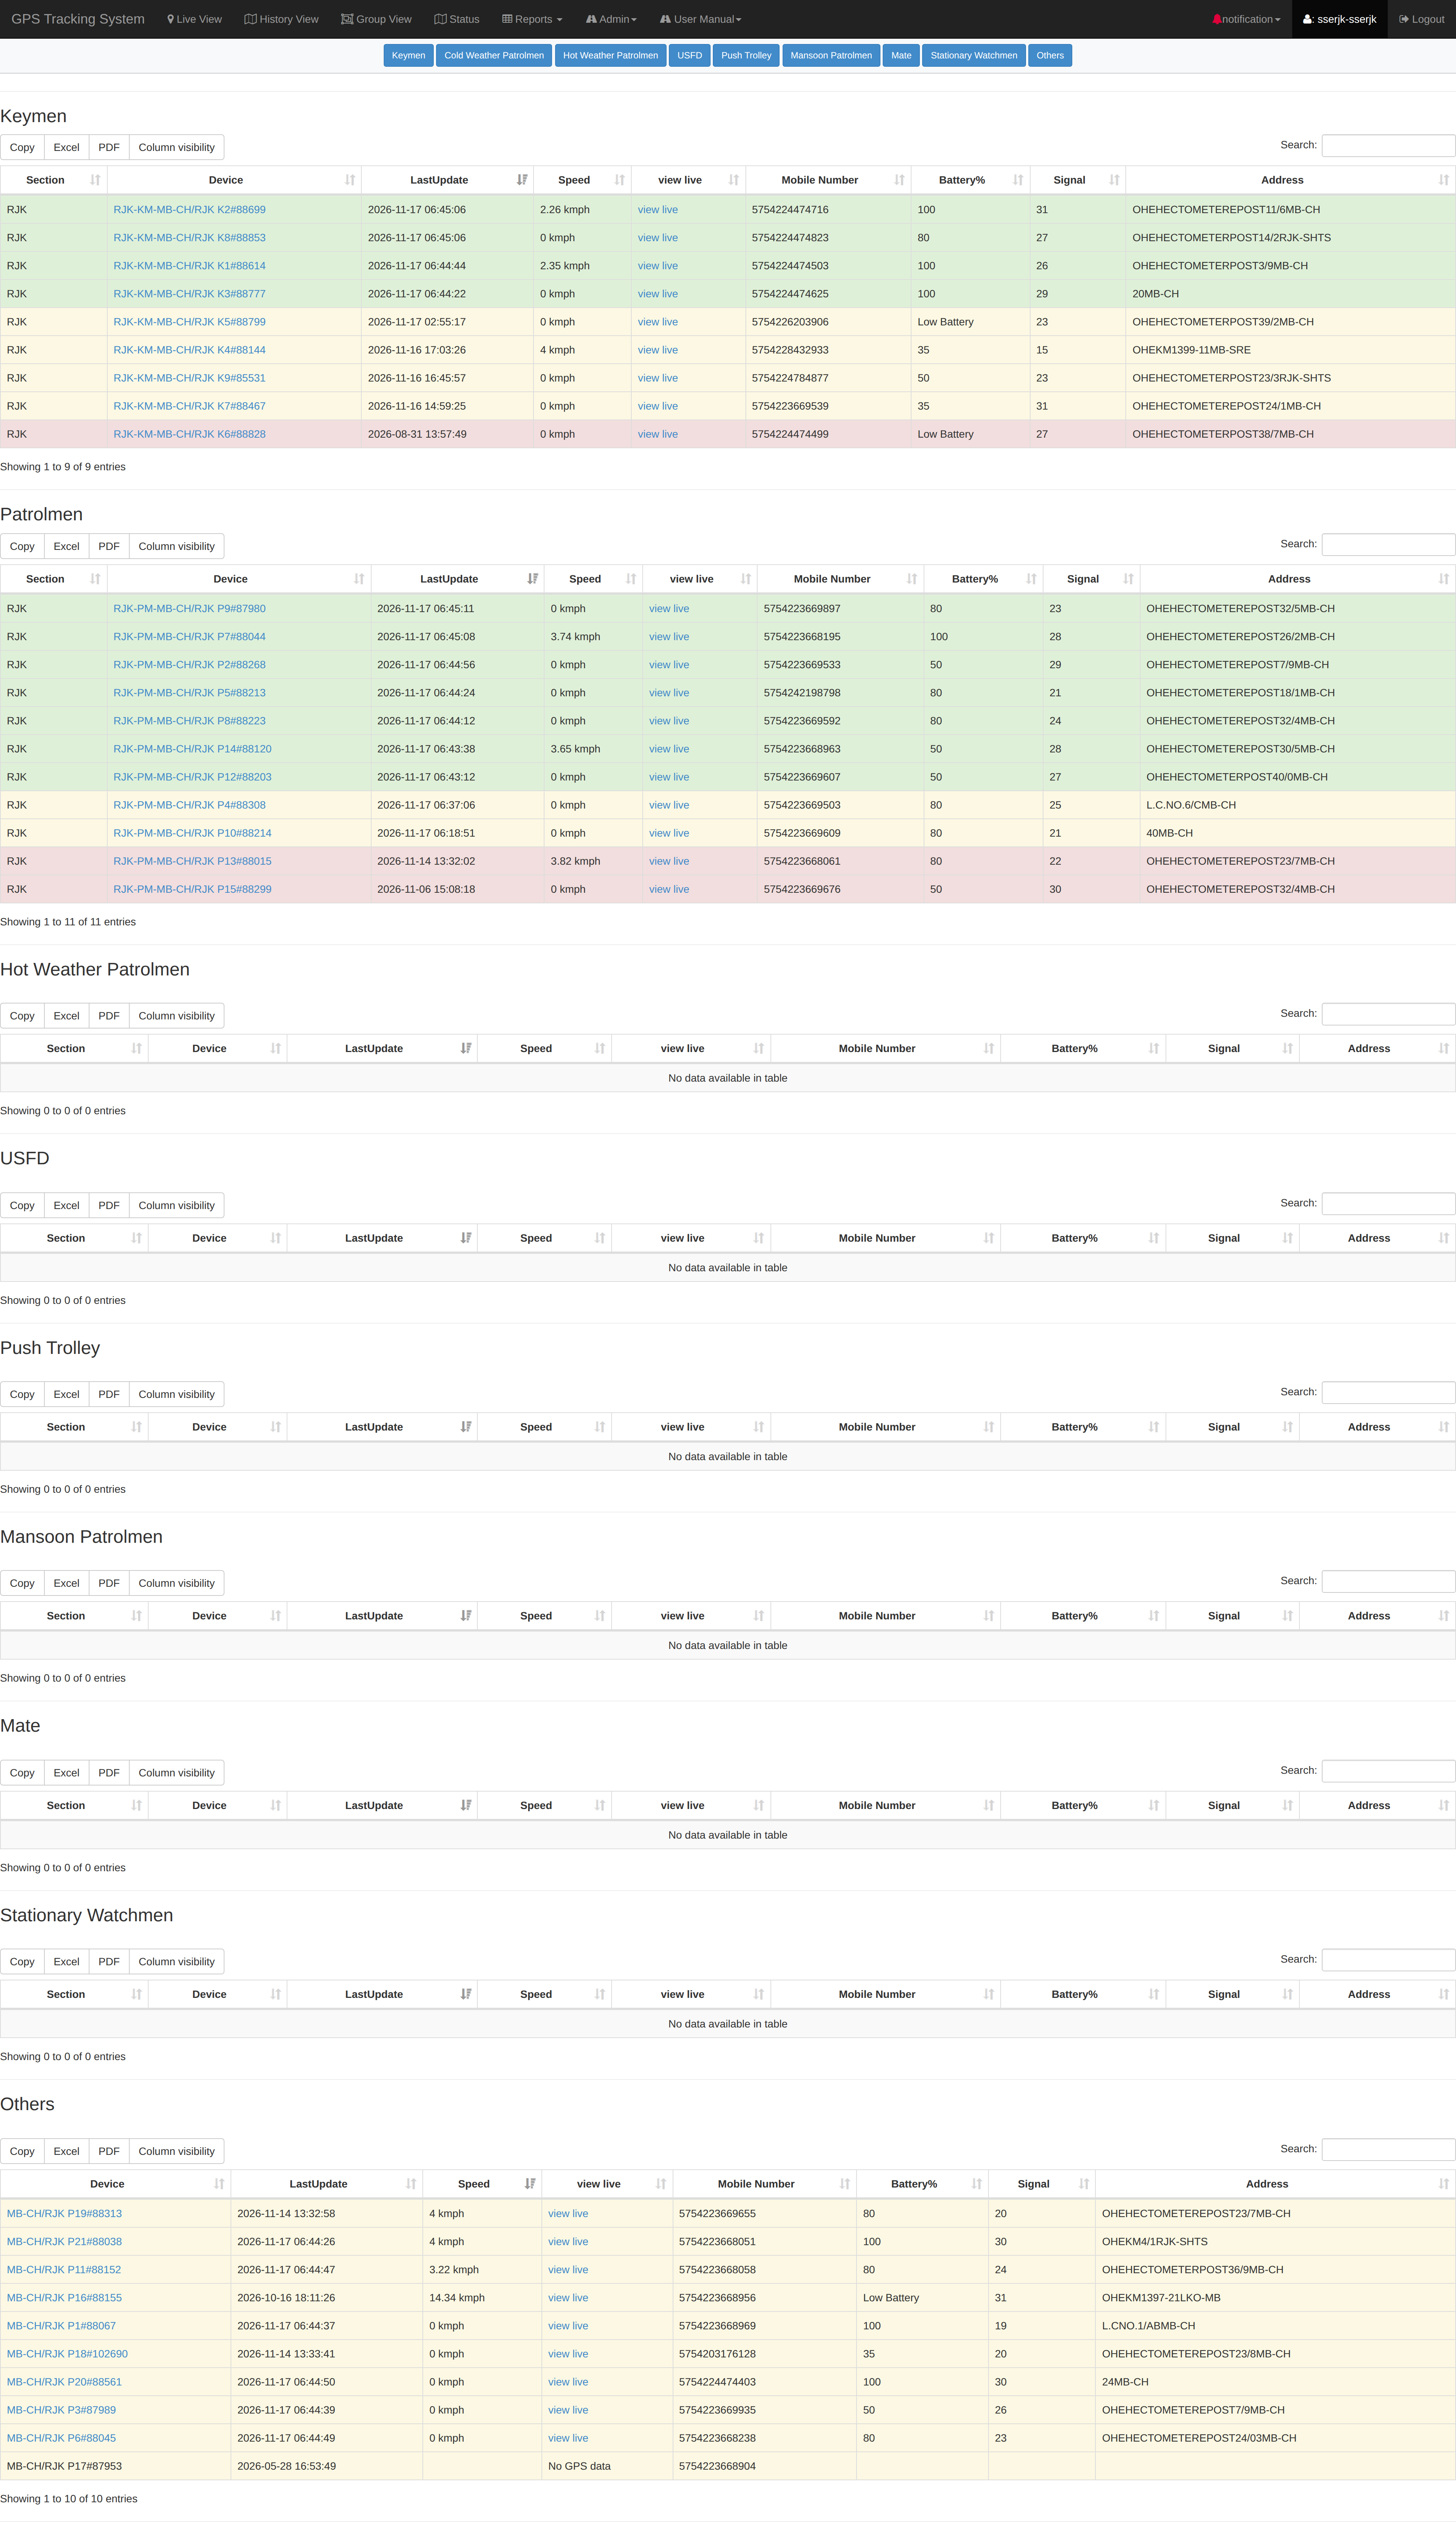 GPS Tracking System Live View History View Group View Status Reports Admin User Manual notification : sserjk-sserjk Logout
Keymen Cold Weather Patrolmen Hot Weather Patrolmen USFD Push Trolley Mansoon Patrolmen Mate Stationary Watchmen Others
Keymen
Copy Excel PDF Column visibility Search:
Section Device LastUpdate Speed view live Mobile Number Battery% Signal Address
RJK RJK-KM-MB-CH/RJK K2#88699 2026-11-17 06:45:06 2.26 kmph view live 5754224474716 100 31 OHEHECTOMETEREPOST11/6MB-CH
RJK RJK-KM-MB-CH/RJK K8#88853 2026-11-17 06:45:06 0 kmph view live 5754224474823 80 27 OHEHECTOMETERPOST14/2RJK-SHTS
RJK RJK-KM-MB-CH/RJK K1#88614 2026-11-17 06:44:44 2.35 kmph view live 5754224474503 100 26 OHEHECTOMETERPOST3/9MB-CH
RJK RJK-KM-MB-CH/RJK K3#88777 2026-11-17 06:44:22 0 kmph view live 5754224474625 100 29 20MB-CH
RJK RJK-KM-MB-CH/RJK K5#88799 2026-11-17 02:55:17 0 kmph view live 5754226203906 Low Battery 23 OHEHECTOMETERPOST39/2MB-CH
RJK RJK-KM-MB-CH/RJK K4#88144 2026-11-16 17:03:26 4 kmph view live 5754228432933 35 15 OHEKM1399-11MB-SRE
RJK RJK-KM-MB-CH/RJK K9#85531 2026-11-16 16:45:57 0 kmph view live 5754224784877 50 23 OHEHECTOMETEREPOST23/3RJK-SHTS
RJK RJK-KM-MB-CH/RJK K7#88467 2026-11-16 14:59:25 0 kmph view live 5754223669539 35 31 OHEHECTOMETEREPOST24/1MB-CH
RJK RJK-KM-MB-CH/RJK K6#88828 2026-08-31 13:57:49 0 kmph view live 5754224474499 Low Battery 27 OHEHECTOMETERPOST38/7MB-CH
Showing 1 to 9 of 9 entries
Patrolmen
Copy Excel PDF Column visibility Search:
Section Device LastUpdate Speed view live Mobile Number Battery% Signal Address
RJK RJK-PM-MB-CH/RJK P9#87980 2026-11-17 06:45:11 0 kmph view live 5754223669897 80 23 OHEHECTOMETEREPOST32/5MB-CH
RJK RJK-PM-MB-CH/RJK P7#88044 2026-11-17 06:45:08 3.74 kmph view live 5754223668195 100 28 OHEHECTOMETEREPOST26/2MB-CH
RJK RJK-PM-MB-CH/RJK P2#88268 2026-11-17 06:44:56 0 kmph view live 5754223669533 50 29 OHEHECTOMETEREPOST7/9MB-CH
RJK RJK-PM-MB-CH/RJK P5#88213 2026-11-17 06:44:24 0 kmph view live 5754242198798 80 21 OHEHECTOMETEREPOST18/1MB-CH
RJK RJK-PM-MB-CH/RJK P8#88223 2026-11-17 06:44:12 0 kmph view live 5754223669592 80 24 OHEHECTOMETEREPOST32/4MB-CH
RJK RJK-PM-MB-CH/RJK P14#88120 2026-11-17 06:43:38 3.65 kmph view live 5754223668963 50 28 OHEHECTOMETEREPOST30/5MB-CH
RJK RJK-PM-MB-CH/RJK P12#88203 2026-11-17 06:43:12 0 kmph view live 5754223669607 50 27 OHEHECTOMETERPOST40/0MB-CH
RJK RJK-PM-MB-CH/RJK P4#88308 2026-11-17 06:37:06 0 kmph view live 5754223669503 80 25 L.C.NO.6/CMB-CH
RJK RJK-PM-MB-CH/RJK P10#88214 2026-11-17 06:18:51 0 kmph view live 5754223669609 80 21 40MB-CH
RJK RJK-PM-MB-CH/RJK P13#88015 2026-11-14 13:32:02 3.82 kmph view live 5754223668061 80 22 OHEHECTOMETEREPOST23/7MB-CH
RJK RJK-PM-MB-CH/RJK P15#88299 2026-11-06 15:08:18 0 kmph view live 5754223669676 50 30 OHEHECTOMETEREPOST32/4MB-CH
Showing 1 to 11 of 11 entries
Hot Weather Patrolmen
Copy Excel PDF Column visibility Search:
Section Device LastUpdate Speed view live Mobile Number Battery% Signal Address
No data available in table
Showing 0 to 0 of 0 entries
USFD
Copy Excel PDF Column visibility Search:
Section Device LastUpdate Speed view live Mobile Number Battery% Signal Address
No data available in table
Showing 0 to 0 of 0 entries
Push Trolley
Copy Excel PDF Column visibility Search:
Section Device LastUpdate Speed view live Mobile Number Battery% Signal Address
No data available in table
Showing 0 to 0 of 0 entries
Mansoon Patrolmen
Copy Excel PDF Column visibility Search:
Section Device LastUpdate Speed view live Mobile Number Battery% Signal Address
No data available in table
Showing 0 to 0 of 0 entries
Mate
Copy Excel PDF Column visibility Search:
Section Device LastUpdate Speed view live Mobile Number Battery% Signal Address
No data available in table
Showing 0 to 0 of 0 entries
Stationary Watchmen
Copy Excel PDF Column visibility Search:
Section Device LastUpdate Speed view live Mobile Number Battery% Signal Address
No data available in table
Showing 0 to 0 of 0 entries
Others
Copy Excel PDF Column visibility Search:
Device LastUpdate Speed view live Mobile Number Battery% Signal Address
MB-CH/RJK P19#88313 2026-11-14 13:32:58 4 kmph view live 5754223669655 80 20 OHEHECTOMETEREPOST23/7MB-CH
MB-CH/RJK P21#88038 2026-11-17 06:44:26 4 kmph view live 5754223668051 100 30 OHEKM4/1RJK-SHTS
MB-CH/RJK P11#88152 2026-11-17 06:44:47 3.22 kmph view live 5754223668058 80 24 OHEHECTOMETERPOST36/9MB-CH
MB-CH/RJK P16#88155 2026-10-16 18:11:26 14.34 kmph view live 5754223668956 Low Battery 31 OHEKM1397-21LKO-MB
MB-CH/RJK P1#88067 2026-11-17 06:44:37 0 kmph view live 5754223668969 100 19 L.CNO.1/ABMB-CH
MB-CH/RJK P18#102690 2026-11-14 13:33:41 0 kmph view live 5754203176128 35 20 OHEHECTOMETEREPOST23/8MB-CH
MB-CH/RJK P20#88561 2026-11-17 06:44:50 0 kmph view live 5754224474403 100 30 24MB-CH
MB-CH/RJK P3#87989 2026-11-17 06:44:39 0 kmph view live 5754223669935 50 26 OHEHECTOMETEREPOST7/9MB-CH
MB-CH/RJK P6#88045 2026-11-17 06:44:49 0 kmph view live 5754223668238 80 23 OHEHECTOMETEREPOST24/03MB-CH
MB-CH/RJK P17#87953 2026-05-28 16:53:49 No GPS data 5754223668904
Showing 1 to 10 of 10 entries